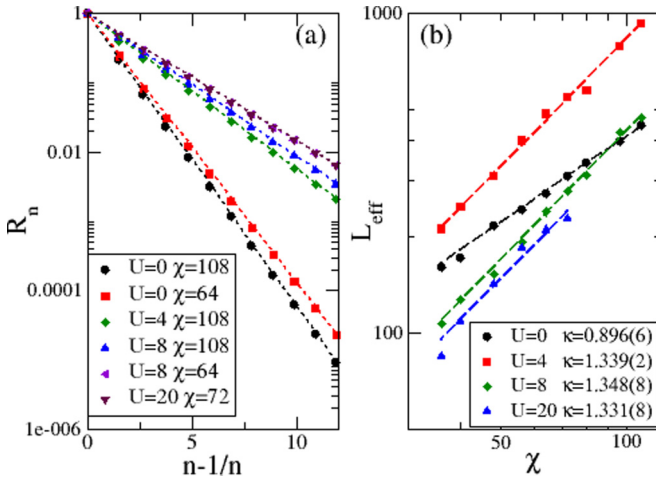 1
0.01
0.0001
1e-006
R_n
0
5
10
n-1/n
(a)
U=0 χ=108
U=0 χ=64
U=4 χ=108
U=8 χ=108
U=8 χ=64
U=20 χ=72
1000
100
L_eff
50
100
χ
(b)
U=0 κ=0.896(6)
U=4 κ=1.339(2)
U=8 κ=1.348(8)
U=20 κ=1.331(8)